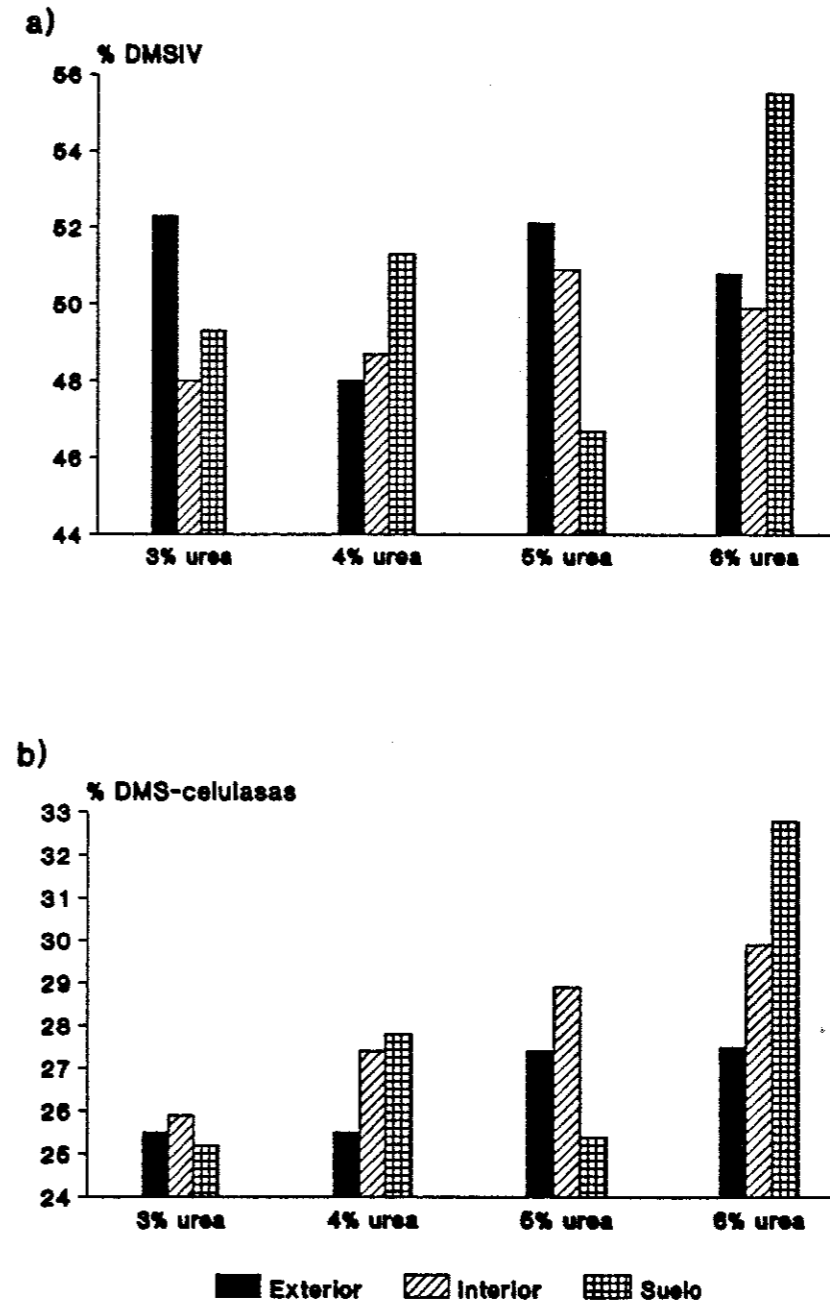 a)
% DMSIV
56
54
52
50
48
46
44
3% urea 4% urea 5% urea 6% urea
b)
% DMS-celulasas
33
32
31
30
29
28
27
26
25
24
3% urea 4% urea 5% urea 6% urea
Exterior Interior Suelo